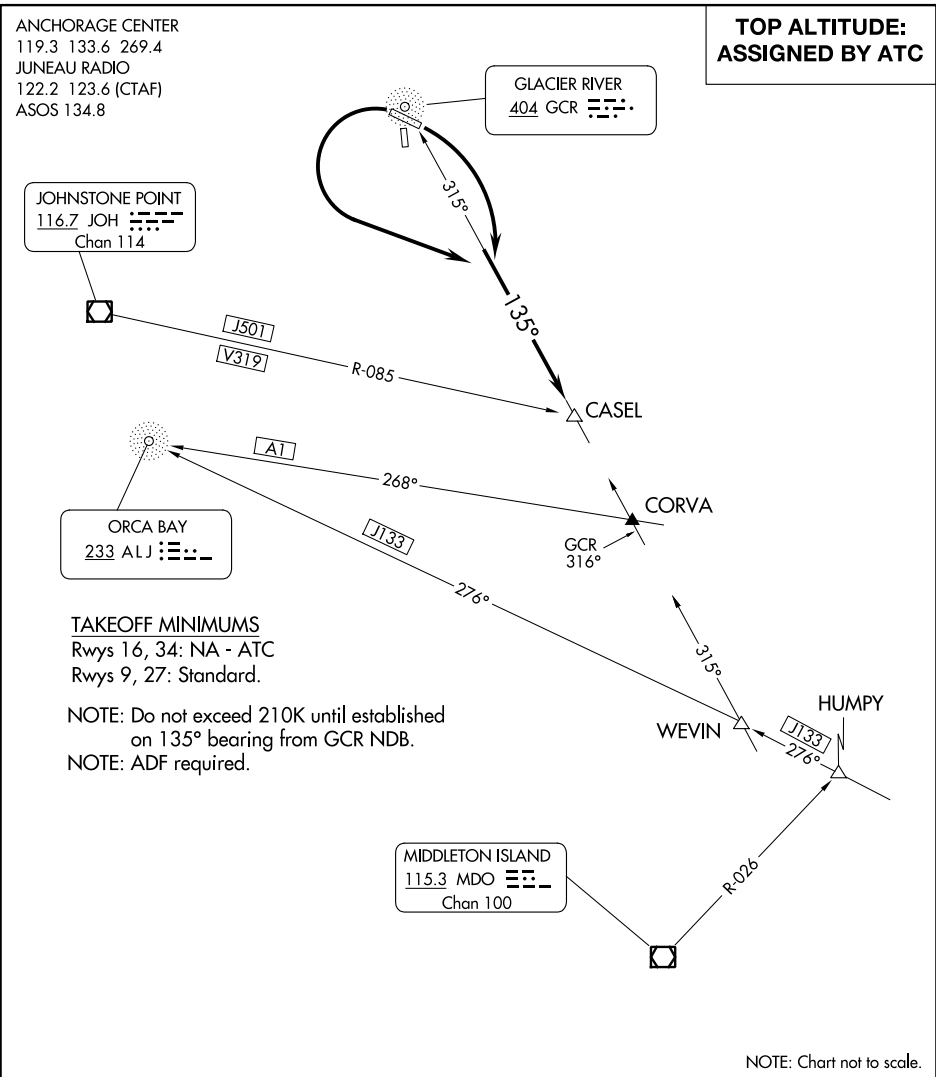 ANCHORAGE CENTER
119.3 133.6 269.4
JUNEAU RADIO
122.2 123.6 (CTAF)
ASOS 134.8
TOP ALTITUDE:
ASSIGNED BY ATC
GLACIER RIVER
404 GCR
315°
JOHNSTONE POINT
116.7 JOH
Chan 114
135°
J501
V319
R-085
CASEL
A1
268°
CORVA
GCR
316°
ORCA BAY
233 ALJ
J133
276°
TAKEOFF MINIMUMS
Rwys 16, 34: NA - ATC
Rwys 9, 27: Standard.
NOTE: Do not exceed 210K until established
on 135° bearing from GCR NDB.
NOTE: ADF required.
315°
WEVIN
HUMPY
J133
276°
MIDDLETON ISLAND
115.3 MDO
Chan 100
R-026
NOTE: Chart not to scale.